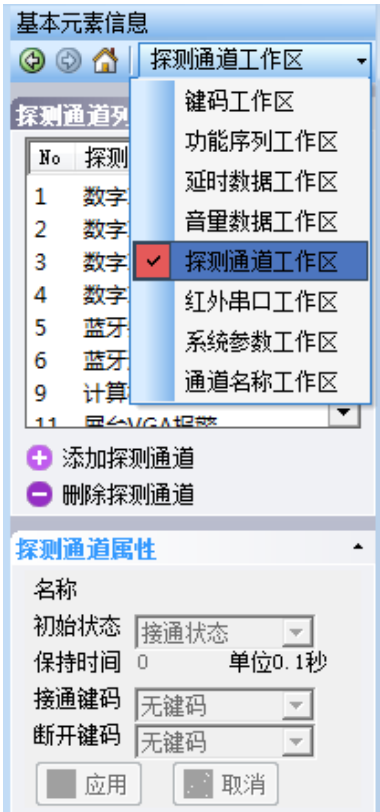 基本元素信息
探测通道工作区
键码工作区
功能序列工作区
延时数据工作区
音量数据工作区
探测通道工作区
红外串口工作区
系统参数工作区
通道名称工作区
探测通道列
No 探测
1 数字
2 数字
3 数字
4 数字
5 蓝牙
6 蓝牙
9 计算
11 展台VGA报警
添加探测通道
删除探测通道
探测通道属性
名称
初始状态 接通状态
保持时间 0 单位0.1秒
接通键码 无键码
断开键码 无键码
应用 取消